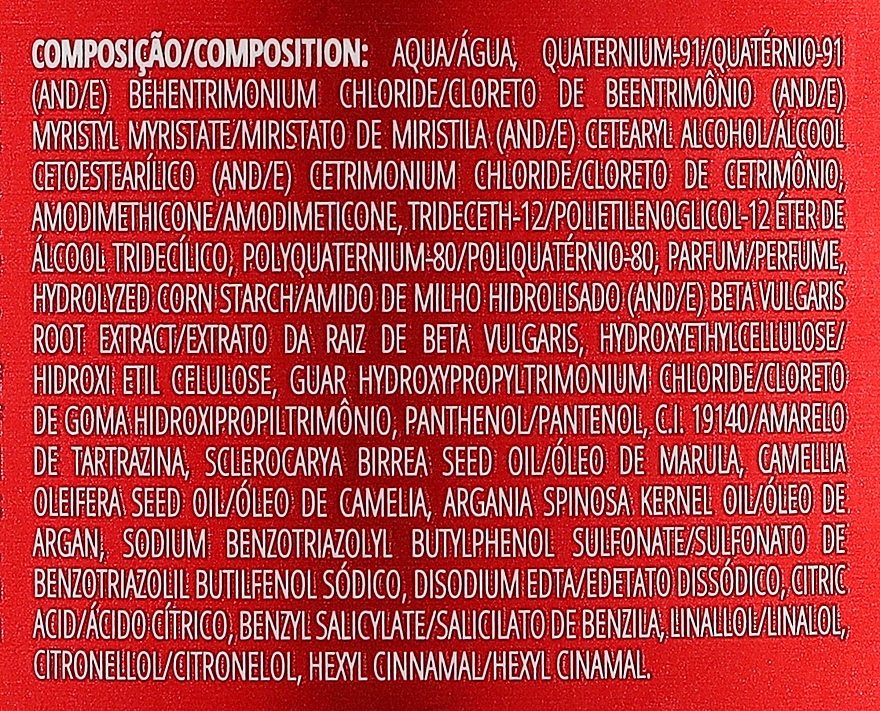 COMPOSIÇÃO/COMPOSITION: AQUA/ÁGUA, QUATERNIUM-91/QUATÉRNIO-91
(AND/E) BEHENTRIMONIUM CHLORIDE/CLORETO DE BEENTRIMÔNIO (AND/E)
MYRISTYL MYRISTATE/MIRISTATO DE MIRISTILA (AND/E) CETEARYL ALCOHOL/ÁLCOOL
CETOESTEARÍLICO (AND/E) CETRIMONIUM CHLORIDE/CLORETO DE CETRIMÔNIO,
AMODIMETHICONE/AMODIMETICONE, TRIDECETH-12/POLIETILENOGLICOL-12 ÉTER DE
ÁLCOOL TRIDECÍLICO, POLYQUATERNIUM-80/POLIQUATÉRNIO-80, PARFUM/PERFUME,
HYDROLYZED CORN STARCH/AMIDO DE MILHO HIDROLISADO (AND/E) BETA VULGARIS
ROOT EXTRACT/EXTRATO DA RAIZ DE BETA VULGARIS, HYDROXYETHYLCELLULOSE/
HIDROXI ETIL CELULOSE, GUAR HYDROXYPROPYLTRIMONIUM CHLORIDE/CLORETO
DE GOMA HIDROXIPROPILTRIMÔNIO, PANTHENOL/PANTENOL, C.I. 19140/AMARELO
DE TARTRAZINA, SCLEROCARYA BIRREA SEED OIL/ÓLEO DE MARULA, CAMELLIA
OLEIFERA SEED OIL/ÓLEO DE CAMELIA, ARGANIA SPINOSA KERNEL OIL/ÓLEO DE
ARGAN, SODIUM BENZOTRIAZOLYL BUTYLPHENOL SULFONATE/SULFONATO DE
BENZOTRIAZOLIL BUTILFENOL SÓDICO, DISODIUM EDTA/EDETATO DISSÓDICO, CITRIC
ACID/ÁCIDO CÍTRICO, BENZYL SALICYLATE/SALICILATO DE BENZILA, LINALLOL/LINALOL,
CITRONELLOL/CITRONELOL, HEXYL CINNAMAL/HEXYL CINAMAL.